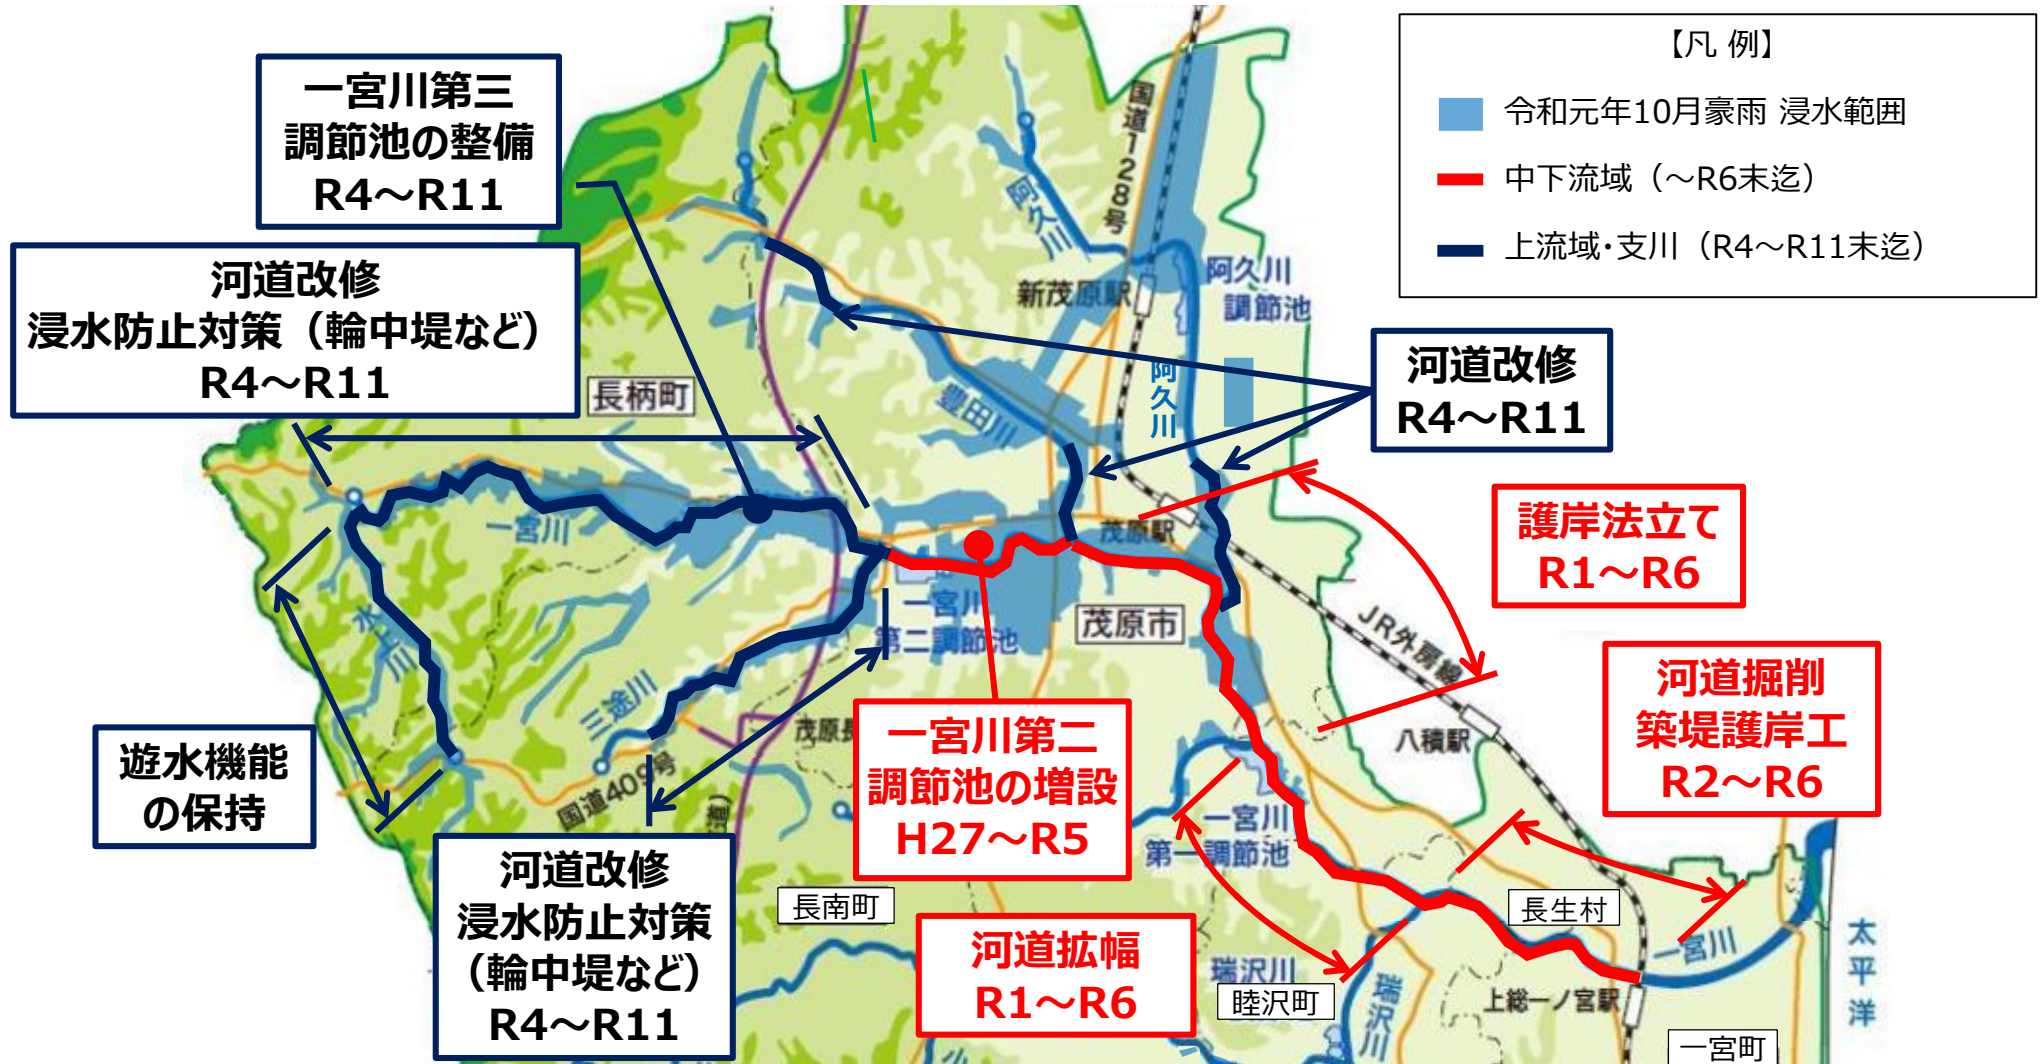 【凡 例】
令和元年10月豪雨 浸水範囲
中下流域（～R6末迄）
上流域・支川（R4～R11末迄）
一宮川第三
調節池の整備
R4～R11
河道改修
浸水防止対策（輪中堤など）
R4～R11
国道128号
阿久川
新茂原駅
阿久川
調節池
阿久川
河道改修
R4～R11
長柄町
豊田川
一宮川
茂原駅
護岸法立て
R1～R6
茂原市
一宮川
第二調節池
JR外房線
水上川
三途川
河道掘削
築堤護岸工
R2～R6
遊水機能
の保持
茂原長
国道409号
道）
一宮川第二
調節池の増設
H27～R5
八積駅
一宮川
第一調節池
河道改修
浸水防止対策
（輪中堤など）
R4～R11
長南町
河道拡幅
R1～R6
長生村
一宮川
太平洋
瑞沢川
睦沢町
瑞沢川
上総一ノ宮駅
一宮町
小